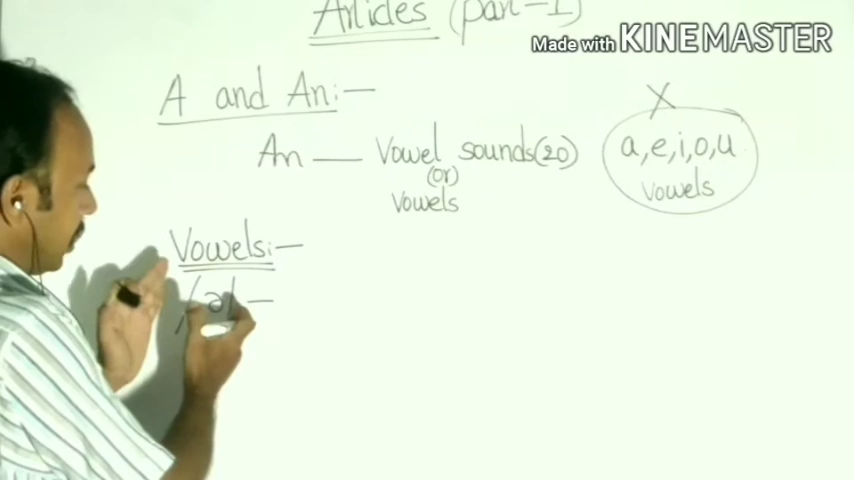 Articles (part-I)
Made with KINEMASTER
A and An:-
An — Vowel sounds(20)
(or)
Vowels
X
a,e,i,o,u
vowels
Vowels:-
/ə/ —